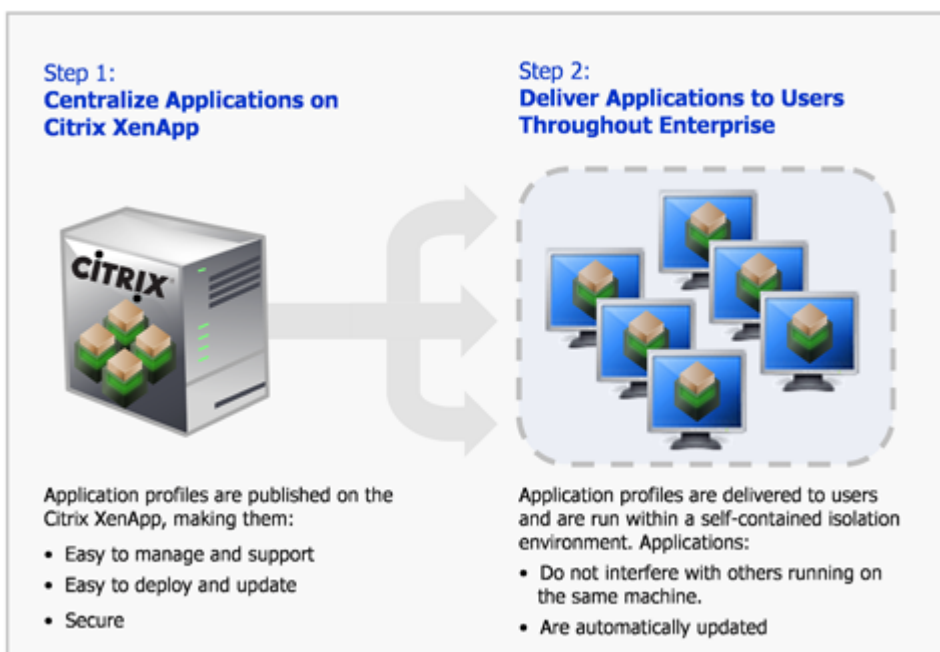 Step 1:
Centralize Applications on
Citrix XenApp
CİTRIX
Application profiles are published on the
Citrix XenApp, making them:
• Easy to manage and support
• Easy to deploy and update
• Secure
Step 2:
Deliver Applications to Users
Throughout Enterprise
Application profiles are delivered to users
and are run within a self-contained isolation
environment. Applications:
• Do not interfere with others running on
the same machine.
• Are automatically updated